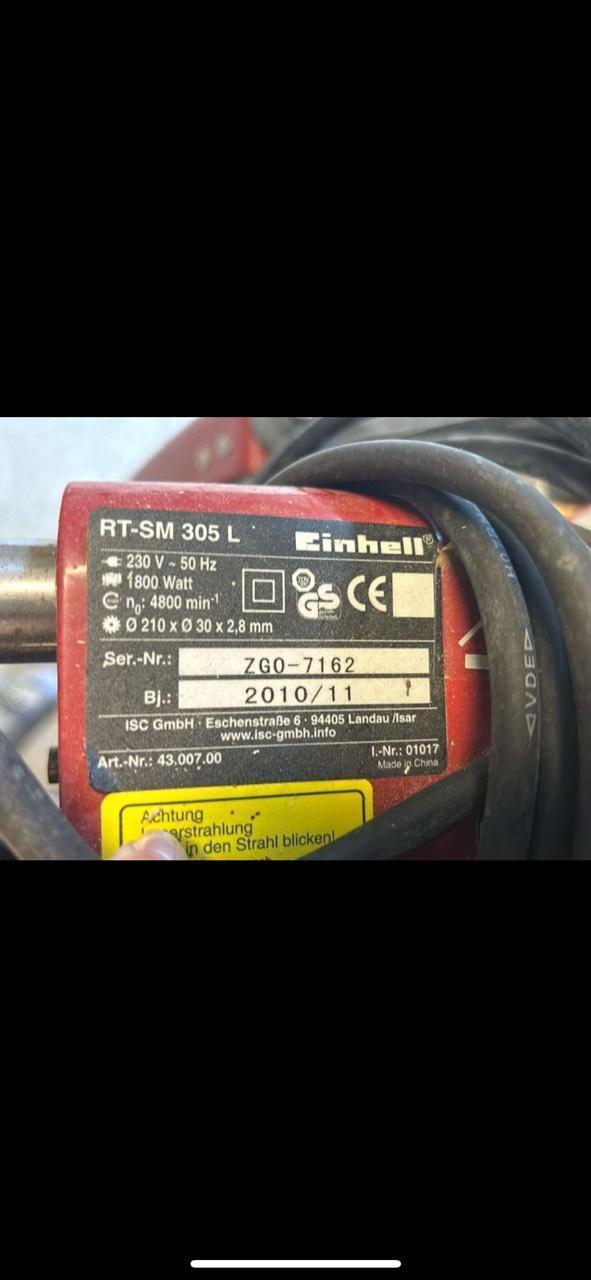 RT-SM 305 L
Einhell®
230 V ~ 50 Hz
1800 Watt
n0: 4800 min-1
Ø 210 x Ø 30 x 2,8 mm
GS
CE
Ser.-Nr.: ZGO-7162
Bj.: 2010/11
ISC GmbH · Eschenstraße 6 · 94405 Landau /Isar
www.isc-gmbh.info
Art.-Nr.: 43.007.00
I.-Nr.: 01017
Made in China
Achtung
in den Strahl blicken!
VDE